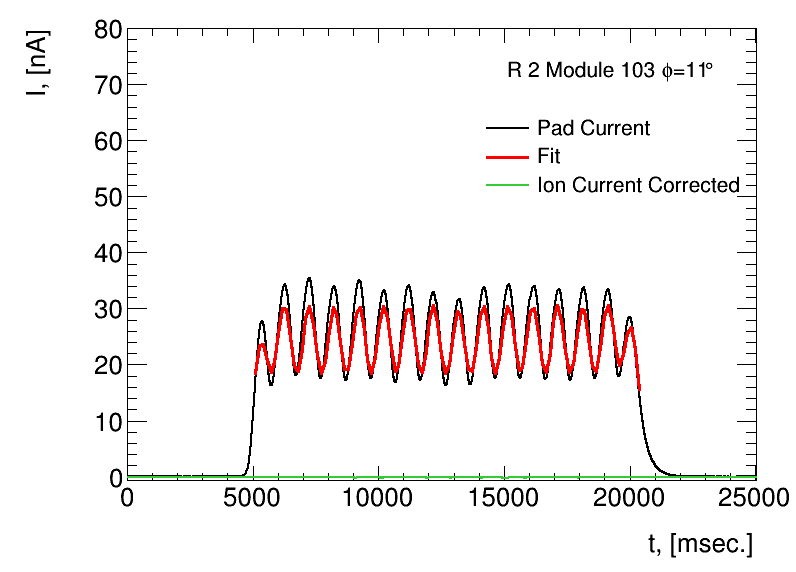 I, [nA]
80
70
60
50
40
30
20
10
0
R 2 Module 103 ϕ=11°
Pad Current
Fit
Ion Current Corrected
0 5000 10000 15000 20000 25000
t, [msec.]